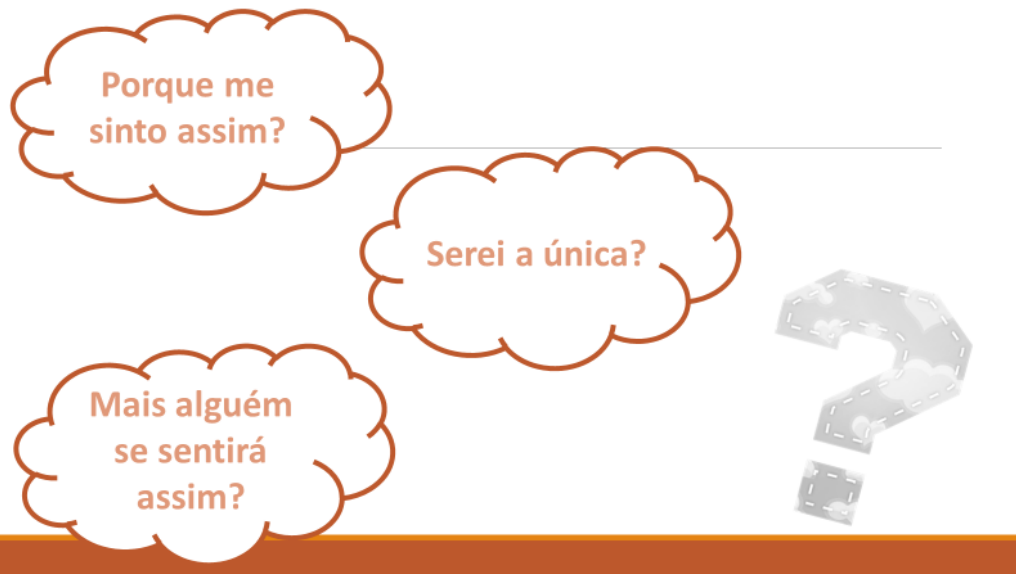 Porque me
sinto assim?
Serei a única?
Mais alguém
se sentirá
assim?